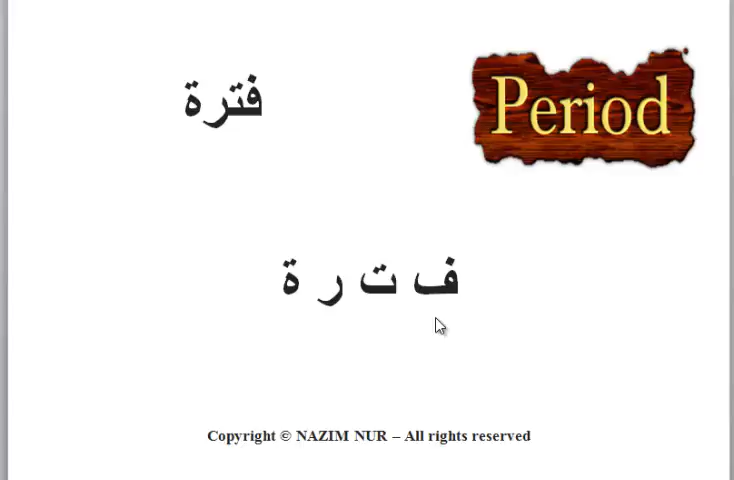 فترة
Period
ف ت ر ة
Copyright © NAZIM NUR – All rights reserved